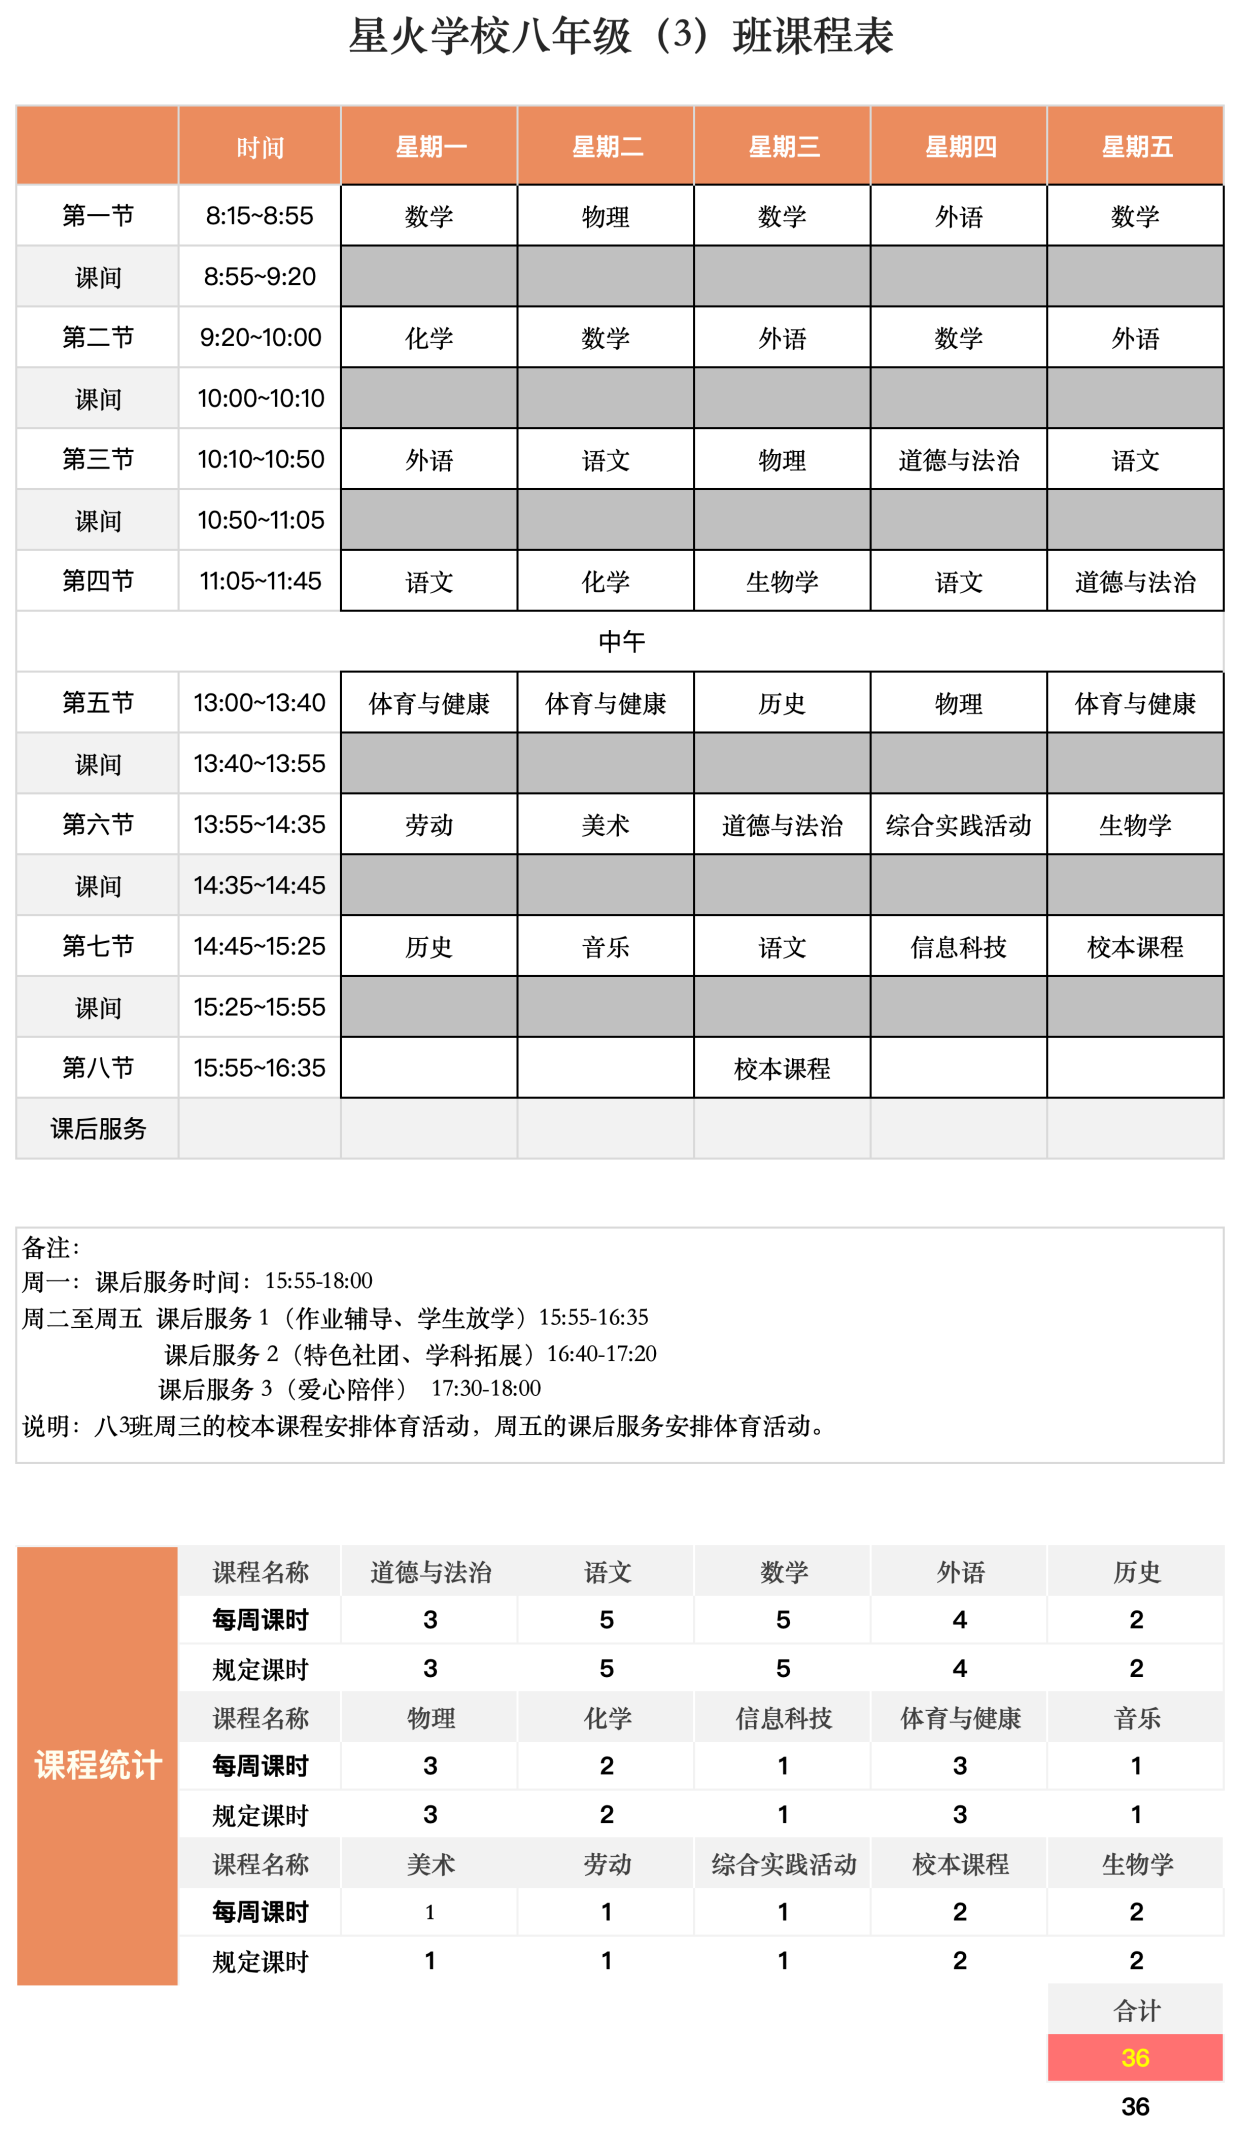 星火学校八年级（3）班课程表
时间 星期一 星期二 星期三 星期四 星期五
第一节 8:15~8:55 数学 物理 数学 外语 数学
课间 8:55~9:20
第二节 9:20~10:00 化学 数学 外语 数学 外语
课间 10:00~10:10
第三节 10:10~10:50 外语 语文 物理 道德与法治 语文
课间 10:50~11:05
第四节 11:05~11:45 语文 化学 生物学 语文 道德与法治
中午
第五节 13:00~13:40 体育与健康 体育与健康 历史 物理 体育与健康
课间 13:40~13:55
第六节 13:55~14:35 劳动 美术 道德与法治 综合实践活动 生物学
课间 14:35~14:45
第七节 14:45~15:25 历史 音乐 语文 信息科技 校本课程
课间 15:25~15:55
第八节 15:55~16:35 校本课程
课后服务
备注：
周一：课后服务时间：15:55-18:00
周二至周五 课后服务 1（作业辅导、学生放学）15:55-16:35
课后服务 2（特色社团、学科拓展）16:40-17:20
课后服务 3（爱心陪伴） 17:30-18:00
说明：八3班周三的校本课程安排体育活动，周五的课后服务安排体育活动。
课程统计
课程名称 道德与法治 语文 数学 外语 历史
每周课时 3 5 5 4 2
规定课时 3 5 5 4 2
课程名称 物理 化学 信息科技 体育与健康 音乐
每周课时 3 2 1 3 1
规定课时 3 2 1 3 1
课程名称 美术 劳动 综合实践活动 校本课程 生物学
每周课时 1 1 1 2 2
规定课时 1 1 1 2 2
合计
36
36